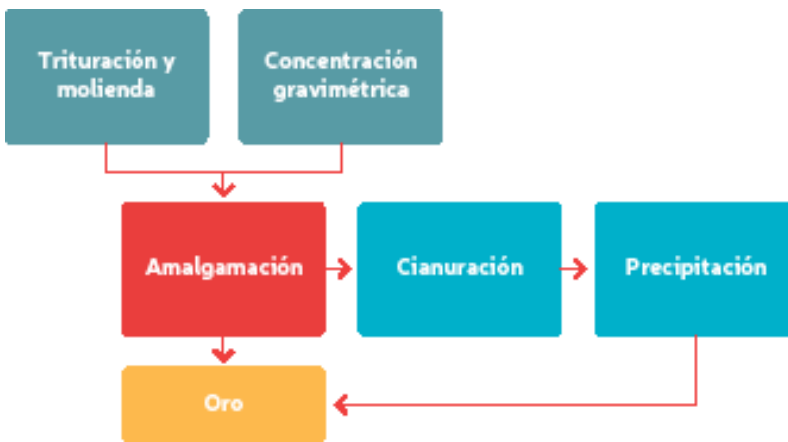 Trituración y
molienda
Concentración
gravimétrica
Amalgamación
Cianuración
Precipitación
Oro